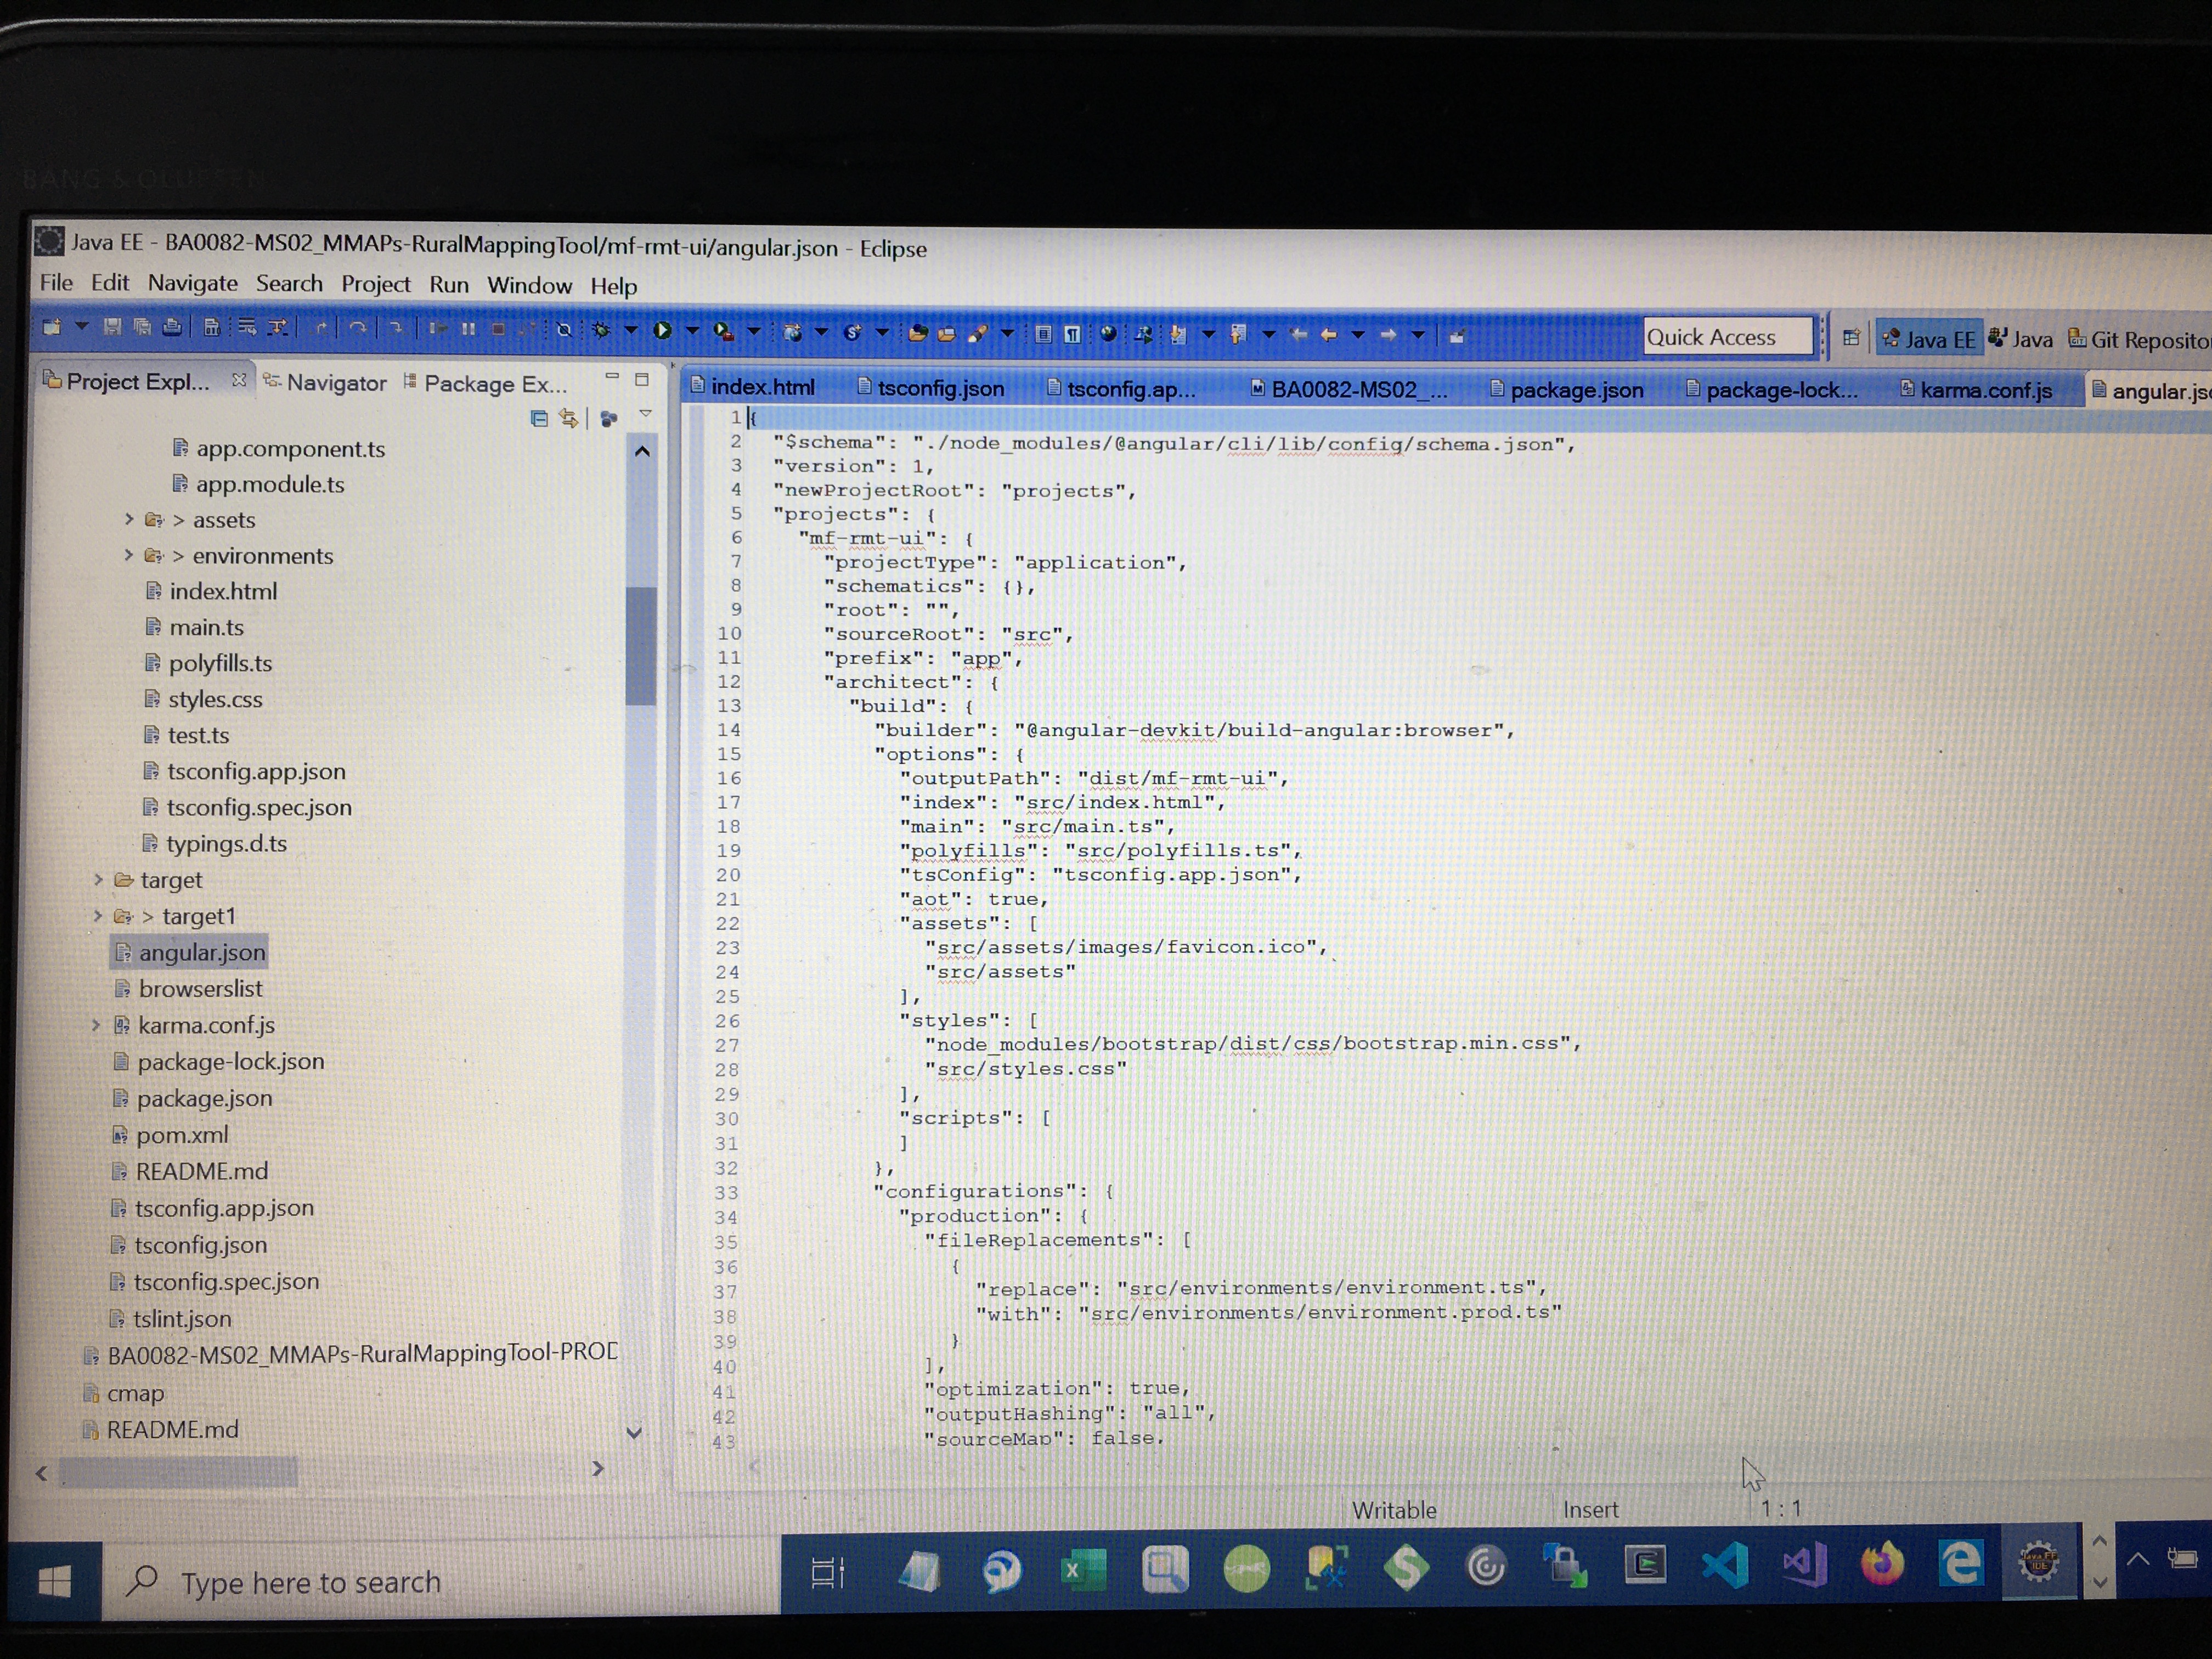 BANG & OLUFSEN
Java EE - BA0082-MS02_MMAPs-RuralMappingTool/mf-rmt-ui/angular.json - Eclipse
File Edit Navigate Search Project Run Window Help
Quick Access
Java EE
Java
Git Reposito
Project Expl...
Navigator
Package Ex...
app.component.ts
app.module.ts
> assets
> environments
index.html
main.ts
polyfills.ts
styles.css
test.ts
tsconfig.app.json
tsconfig.spec.json
typings.d.ts
target
> target1
angular.json
browserslist
karma.conf.js
package-lock.json
package.json
pom.xml
README.md
tsconfig.app.json
tsconfig.json
tsconfig.spec.json
tslint.json
BA0082-MS02_MMAPs-RuralMappingTool-PROD
cmap
README.md
index.html
tsconfig.json
tsconfig.ap...
BA0082-MS02_...
package.json
package-lock...
karma.conf.js
angular.js
1 {
2 "$schema": "./node_modules/@angular/cli/lib/config/schema.json",
3 "version": 1,
4 "newProjectRoot": "projects",
5 "projects": {
6 "mf-rmt-ui": {
7 "projectType": "application",
8 "schematics": {},
9 "root": "",
10 "sourceRoot": "src",
11 "prefix": "app",
12 "architect": {
13 "build": {
14 "builder": "@angular-devkit/build-angular:browser",
15 "options": {
16 "outputPath": "dist/mf-rmt-ui",
17 "index": "src/index.html",
18 "main": "src/main.ts",
19 "polyfills": "src/polyfills.ts",
20 "tsConfig": "tsconfig.app.json",
21 "aot": true,
22 "assets": [
23 "src/assets/images/favicon.ico",
24 "src/assets"
25 ],
26 "styles": [
27 "node_modules/bootstrap/dist/css/bootstrap.min.css",
28 "src/styles.css"
29 ],
30 "scripts": [
31 ]
32 },
33 "configurations": {
34 "production": {
35 "fileReplacements": [
36 {
37 "replace": "src/environments/environment.ts",
38 "with": "src/environments/environment.prod.ts"
39 }
40 ],
41 "optimization": true,
42 "outputHashing": "all",
43 "sourceMap": false,
Writable
Insert
1 : 1
Type here to search